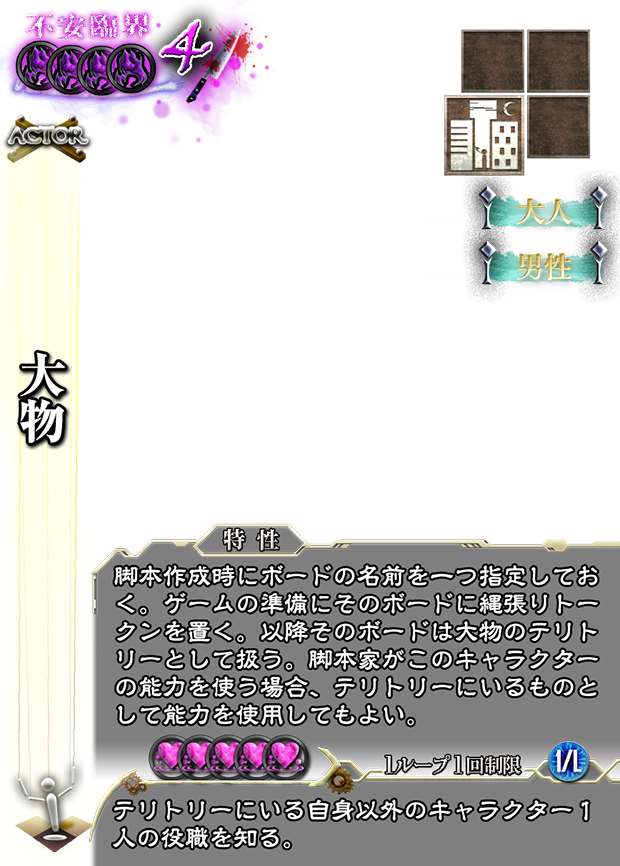 不安臨界
4
ACTOR
大人
男性
大物
特性
脚本作成時にボードの名前を一つ指定してお
く。ゲームの準備にそのボードに縄張りトー
クンを置く。以降そのボードは大物のテリト
リーとして扱う。脚本家がこのキャラクター
の能力を使う場合、テリトリーにいるものと
して能力を使用してもよい。
1ループ1回制限
1/L
テリトリーにいる自身以外のキャラクター1
人の役職を知る。